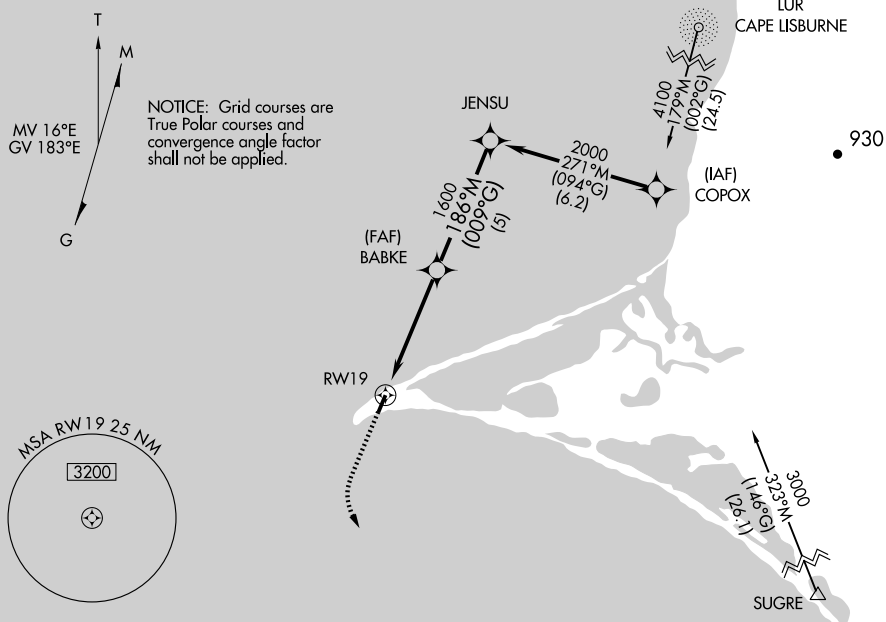 LUR
CAPE LISBURNE
T
M
MV 16°E
GV 183°E
G
NOTICE: Grid courses are
True Polar courses and
convergence angle factor
shall not be applied.
JENSU
4100
179°M
(002°G)
(24.5)
930
2000
271°M
(094°G)
(6.2)
(IAF)
COPOX
1600
186°M
(009°G)
(5)
(FAF)
BABKE
RW19
MSA RW19 25 NM
3200
3000
323°M
(146°G)
(26.1)
SUGRE